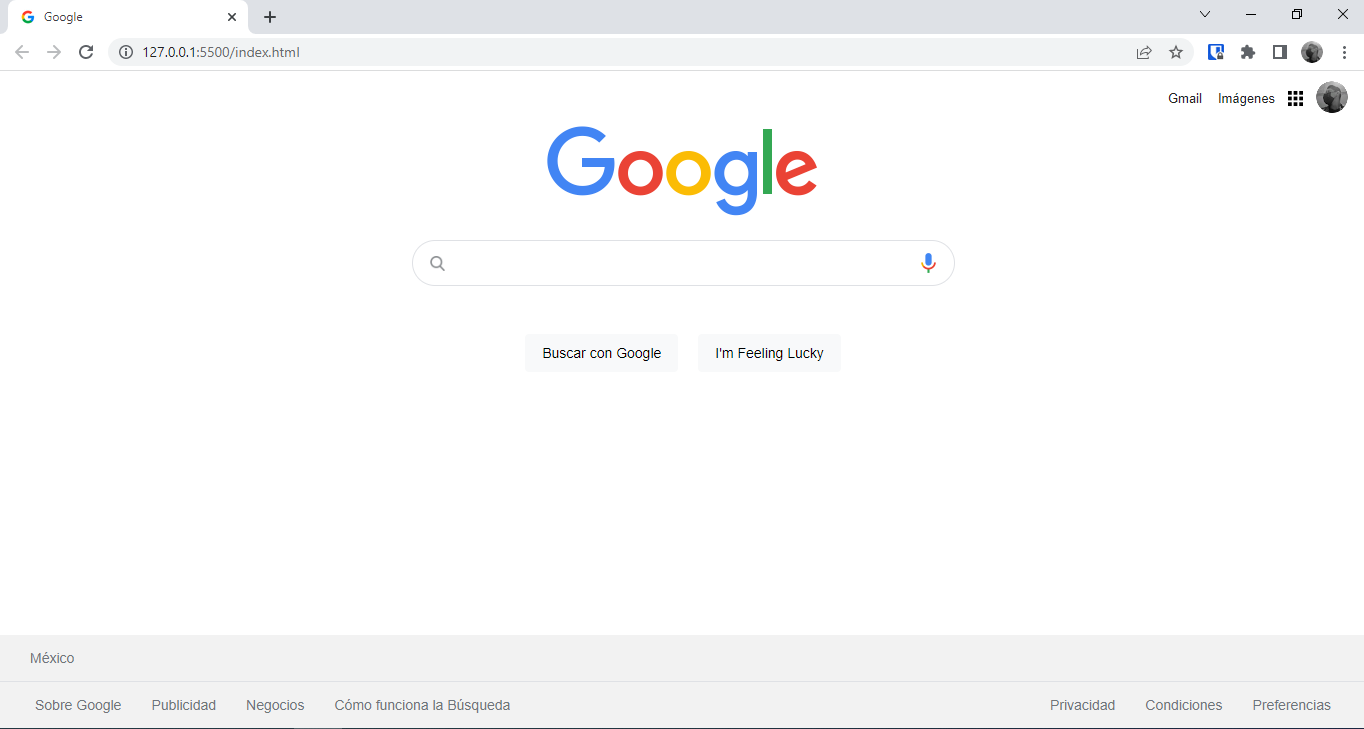 Google
127.0.0.1:5500/index.html
Gmail Imágenes
Google
Buscar con Google I'm Feeling Lucky
México
Sobre Google Publicidad Negocios Cómo funciona la Búsqueda Privacidad Condiciones Preferencias